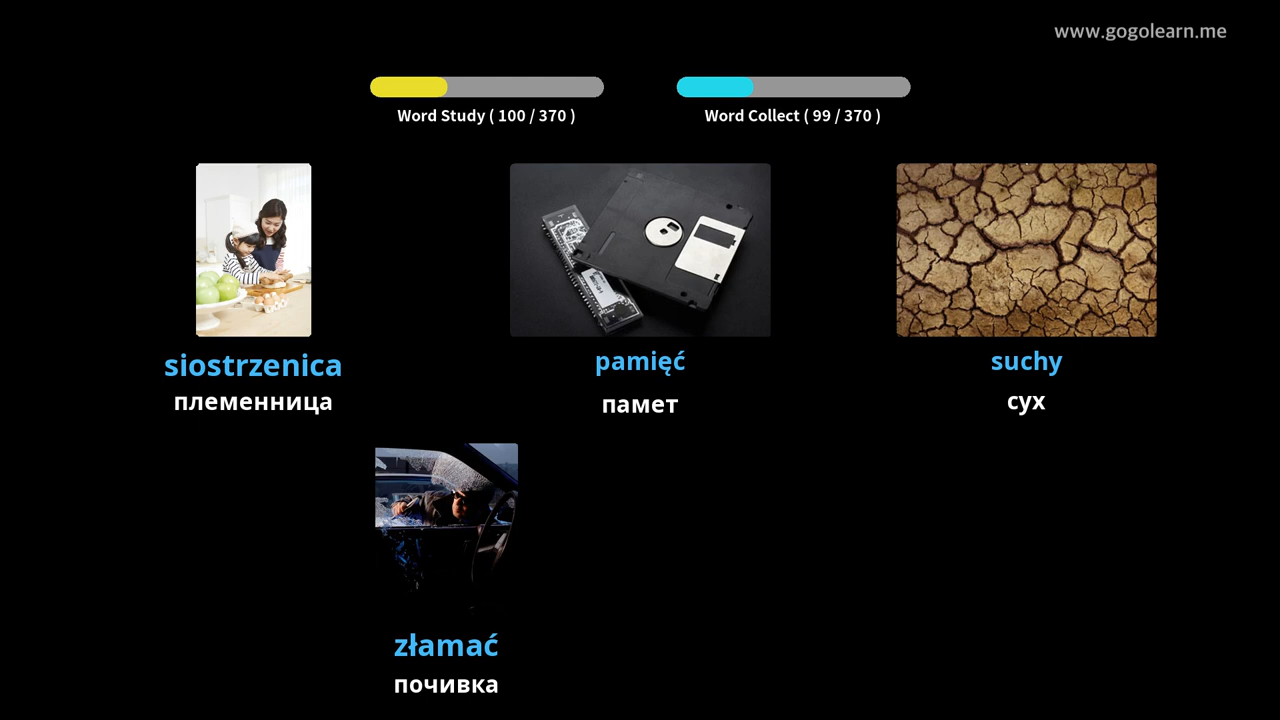 www.gogolearn.me
Word Study ( 100 / 370 )
Word Collect ( 99 / 370 )
siostrzenica
племенница
pamięć
памет
suchy
сух
złamać
почивка